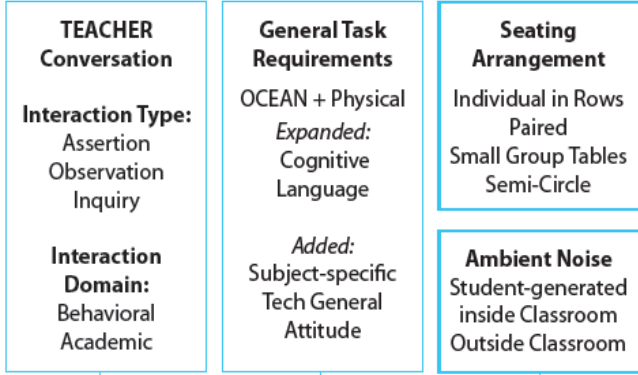 TEACHER
Conversation
Interaction Type:
Assertion
Observation
Inquiry
Interaction
Domain:
Behavioral
Academic
General Task
Requirements
OCEAN + Physical
Expanded:
Cognitive
Language
Added:
Subject-specific
Tech General
Attitude
Seating
Arrangement
Individual in Rows
Paired
Small Group Tables
Semi-Circle
Ambient Noise
Student-generated
inside Classroom
Outside Classroom